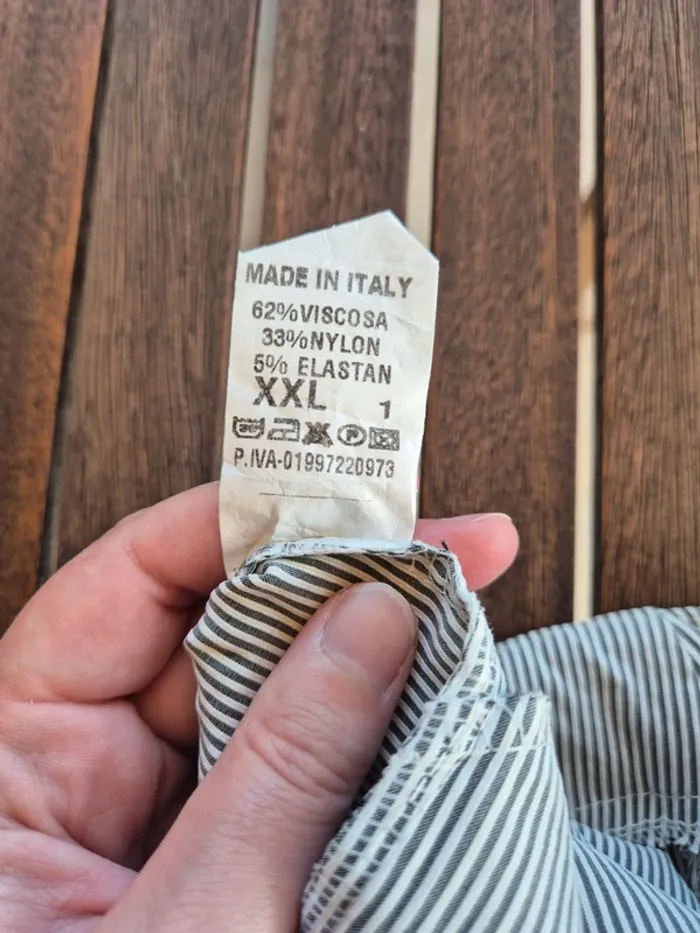 MADE IN ITALY
62%VISCOSA
33%NYLON
5% ELASTAN
XXL 1
P
P.IVA-01997220973